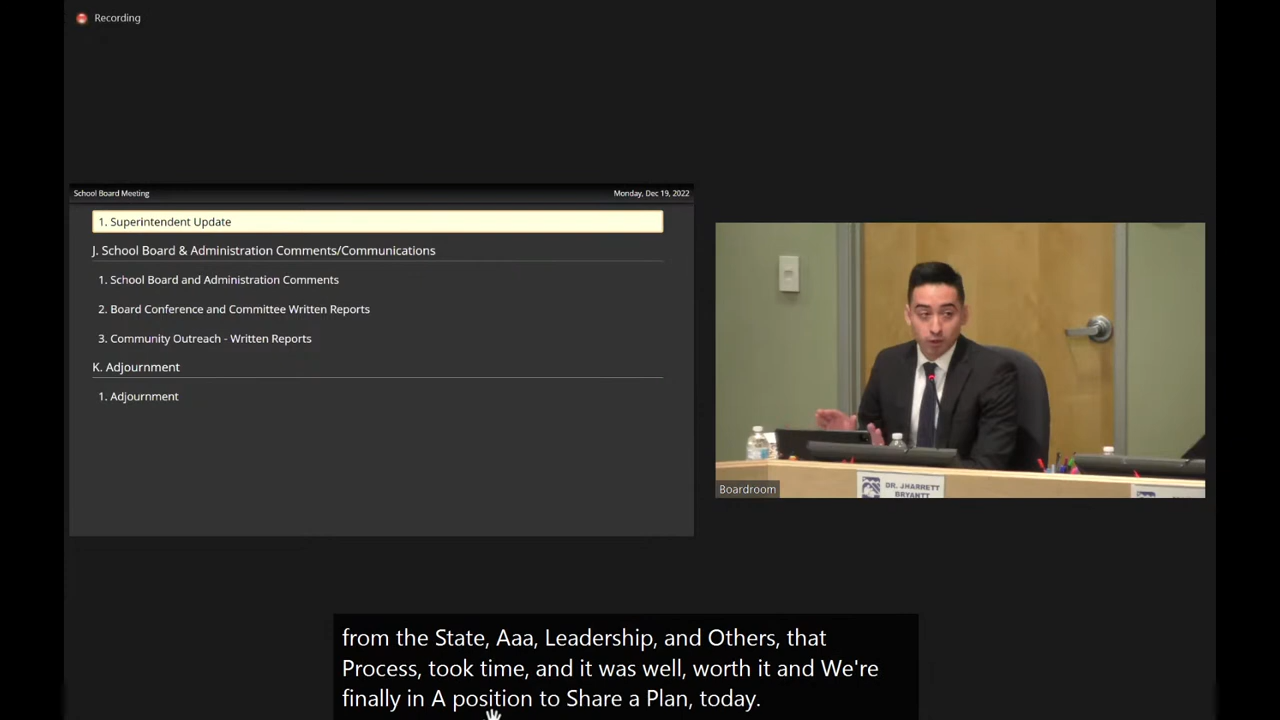 Recording
School Board Meeting
Monday, Dec 19, 2022
1. Superintendent Update
J. School Board & Administration Comments/Communications
1. School Board and Administration Comments
2. Board Conference and Committee Written Reports
3. Community Outreach - Written Reports
K. Adjournment
1. Adjournment
DR. JHARRETT
BRYANTT
Boardroom
from the State, Aaa, Leadership, and Others, that
Process, took time, and it was well, worth it and We're
finally in A position to Share a Plan, today.